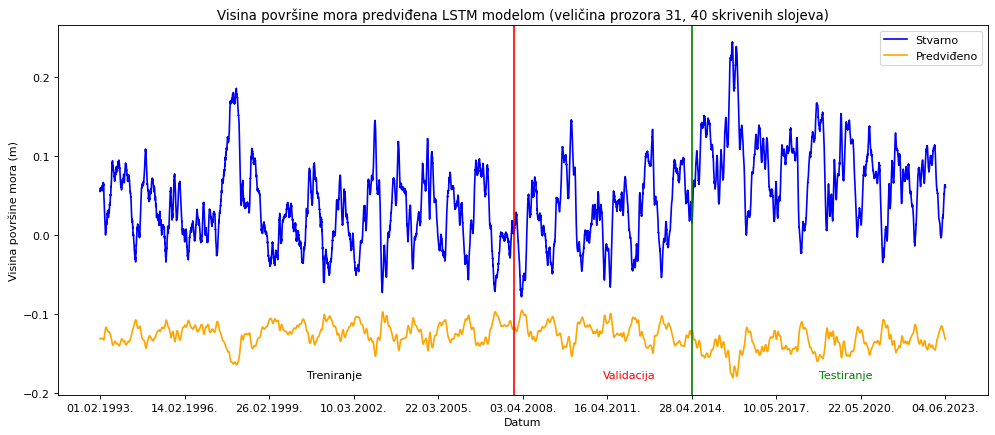 Visina površine mora predviđena LSTM modelom (veličina prozora 31, 40 skrivenih slojeva)
Stvarno
Predviđeno
Visina površine mora (m)
0.2
0.1
0.0
−0.1
−0.2
Treniranje
Validacija
Testiranje
01.02.1993.
14.02.1996.
26.02.1999.
10.03.2002.
22.03.2005.
03.04.2008.
16.04.2011.
28.04.2014.
10.05.2017.
22.05.2020.
04.06.2023.
Datum